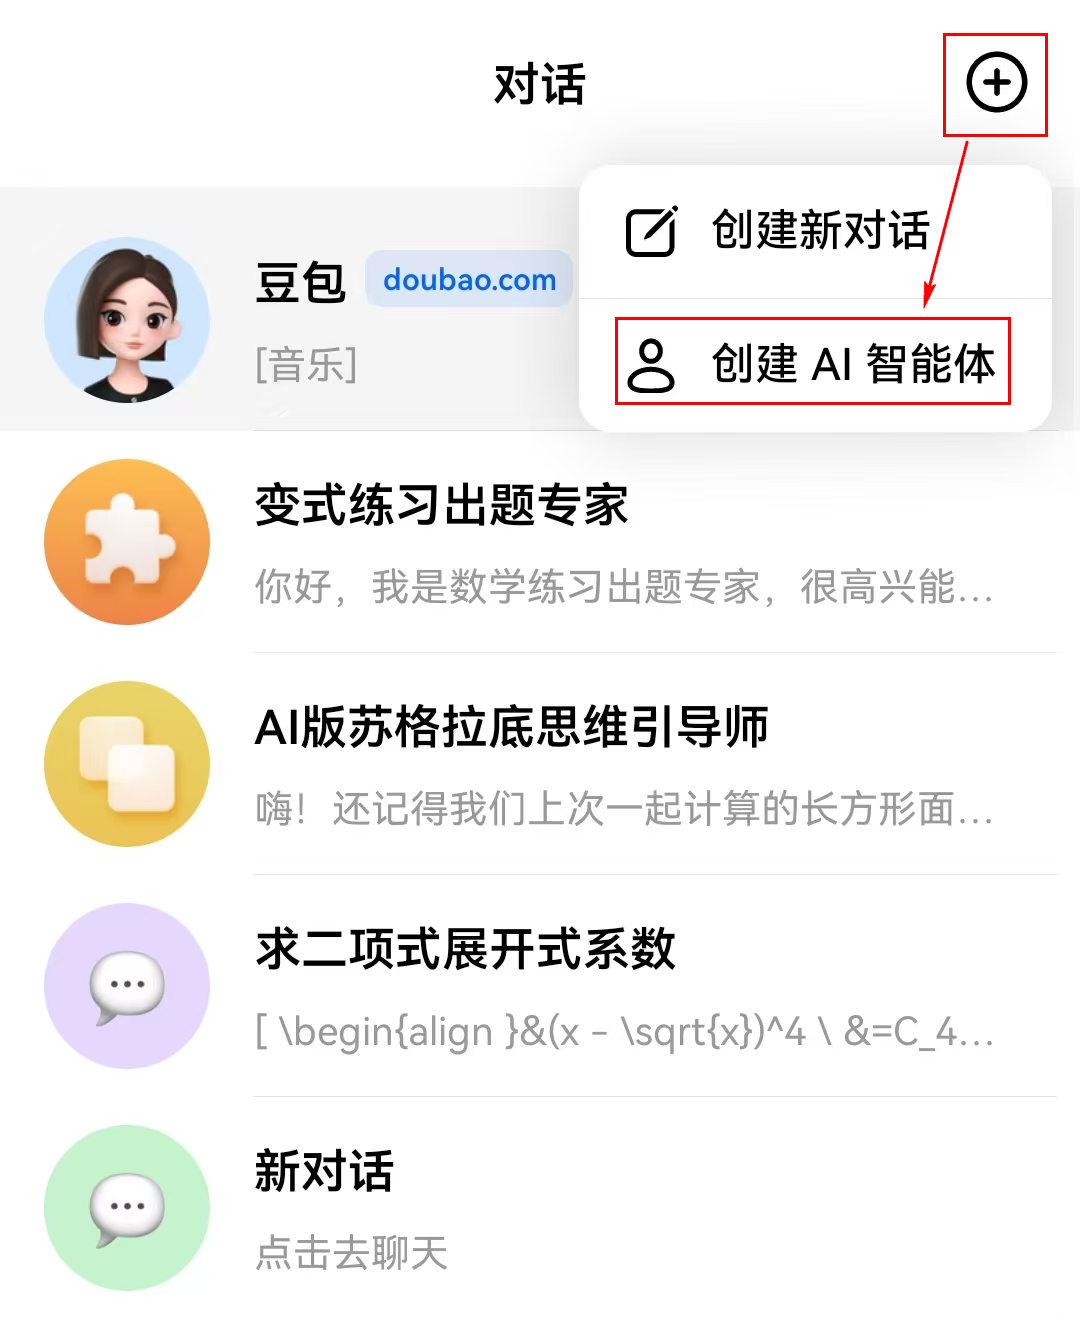 对话
创建新对话
豆包 doubao.com
[音乐]
创建 AI 智能体
变式练习出题专家
你好，我是数学练习出题专家，很高兴能...
AI版苏格拉底思维引导师
嗨！还记得我们上次一起计算的长方形面...
求二项式展开式系数
[ \begin{align }&(x - \sqrt{x})^4 \ &=C_4...
新对话
点击去聊天